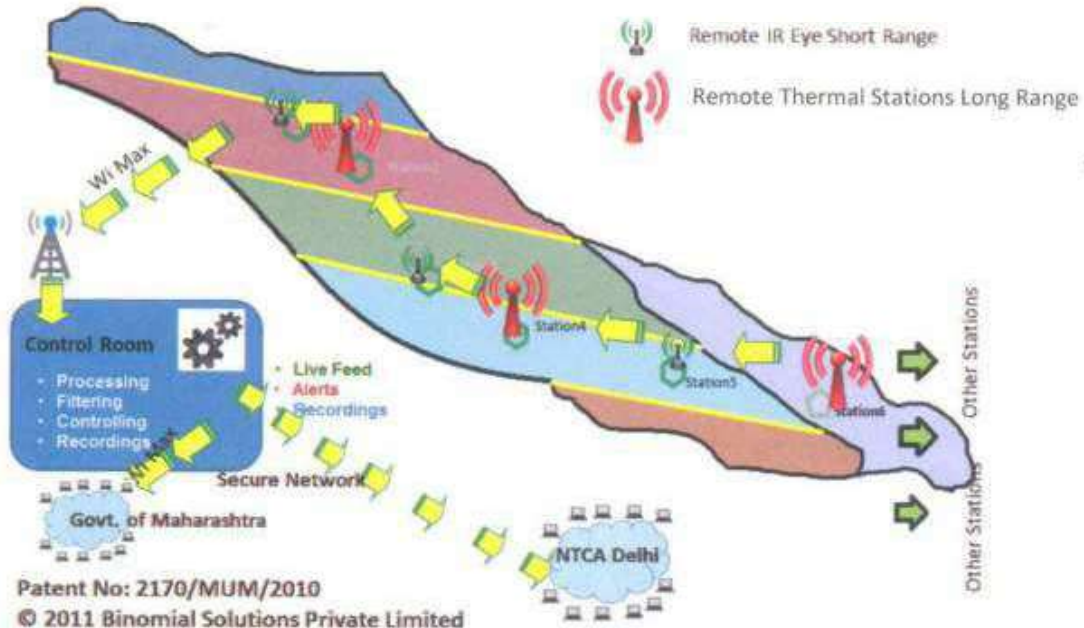 Remote IR Eye Short Range
Remote Thermal Stations Long Range
Wi Max
Station4
Station5
Station6
Other Stations
Other Stations
Control Room
• Processing
• Filtering
• Controlling
• Recordings
• Live Feed
• Alerts
• Recordings
Wi Max
Secure Network
Govt. of Maharashtra
NTCA Delhi
Patent No: 2170/MUM/2010
© 2011 Binomial Solutions Private Limited